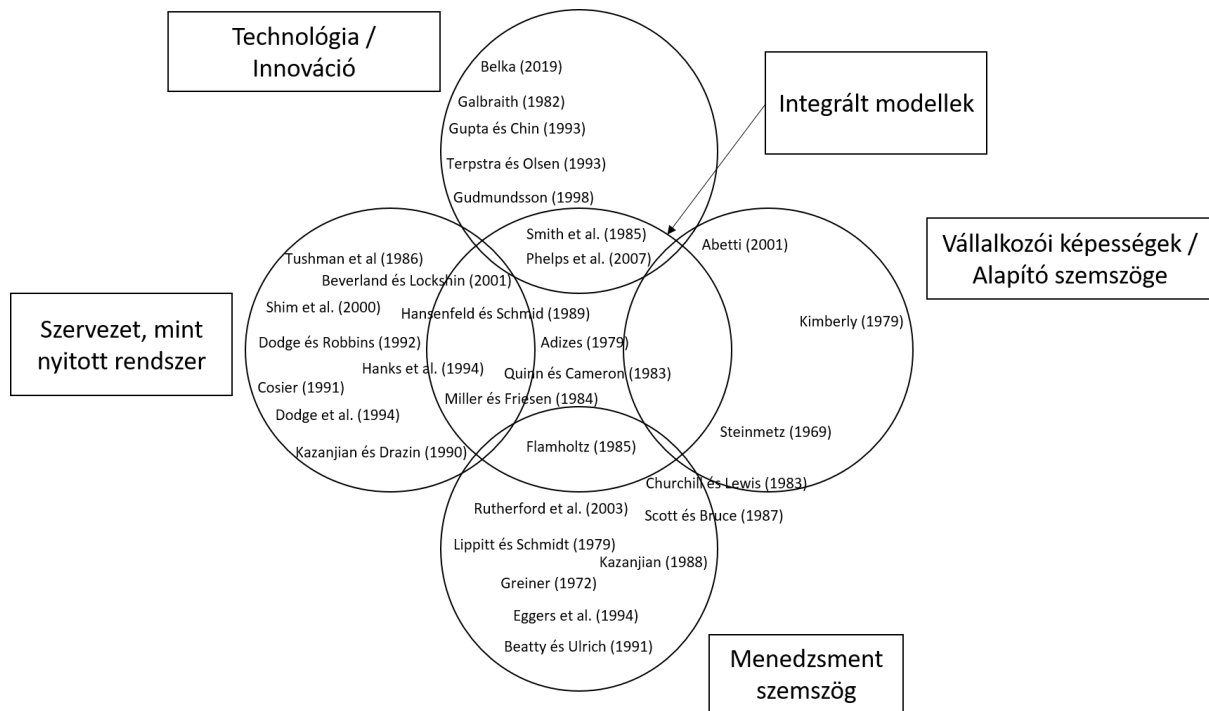 Technológia /
Innováció
Belka (2019)
Galbraith (1982)
Gupta és Chin (1993)
Terpstra és Olsen (1993)
Gudmundsson (1998)
Integrált modellek
Smith et al. (1985)
Phelps et al. (2007)
Abetti (2001)
Vállalkozói képességek /
Alapító szemszöge
Kimberly (1979)
Steinmetz (1969)
Szervezet, mint
nyitott rendszer
Tushman et al (1986)
Beverland és Lockshin (2001)
Shim et al. (2000)
Hansenfeld és Schmid (1989)
Dodge és Robbins (1992)
Adizes (1979)
Hanks et al. (1994)
Quinn és Cameron (1983)
Cosier (1991)
Miller és Friesen (1984)
Dodge et al. (1994)
Kazanjian és Drazin (1990)
Flamholtz (1985)
Churchill és Lewis (1983)
Rutherford et al. (2003)
Scott és Bruce (1987)
Lippitt és Schmidt (1979)
Kazanjian (1988)
Greiner (1972)
Eggers et al. (1994)
Beatty és Ulrich (1991)
Menedzsment
szemszög